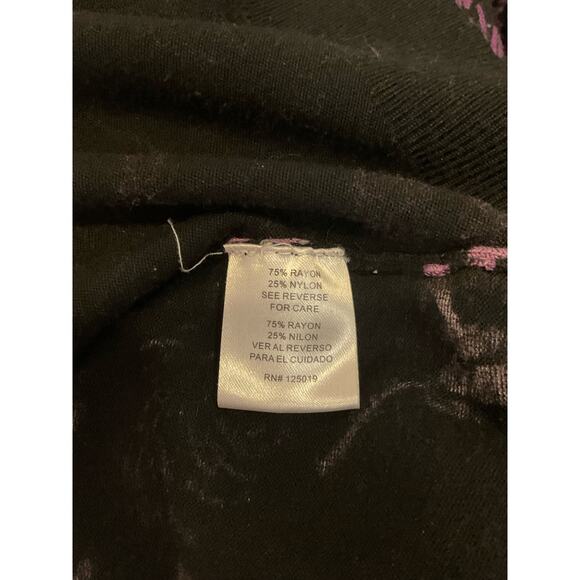 75% RAYON
25% NYLON
SEE REVERSE
FOR CARE
75% RAYON
25% NILON
VER AL REVERSO
PARA EL CUIDADO
RN# 125019